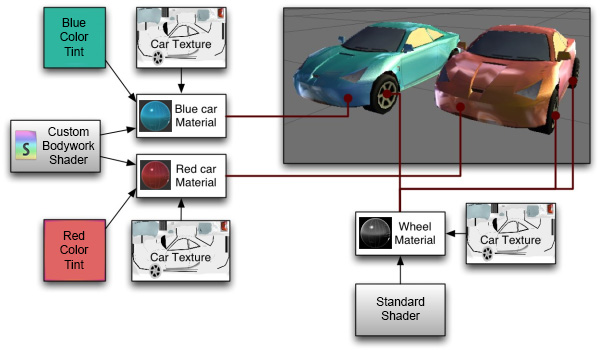 Blue
Color
Tint
Car Texture
Blue car
Material
Custom
Bodywork
Shader
S
Red car
Material
Red
Color
Tint
Car Texture
Wheel
Material
Car Texture
Standard
Shader